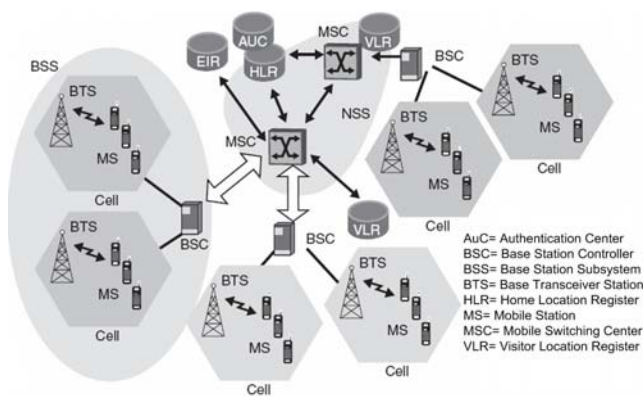 MSC
AUC
VLR
EIR
HLR
BSC
BSS
BTS
BTS
NSS
MSC
BTS
MS
MS
Cell
MS
Cell
BTS
BSC
VLR
Cell
BSC
MS
BTS
BTS
Cell
MS
MS
Cell
Cell
AuC= Authentication Center
BSC= Base Station Controller
BSS= Base Station Subsystem
BTS= Base Transceiver Station
HLR= Home Location Register
MS= Mobile Station
MSC= Mobile Switching Center
VLR= Visitor Location Register